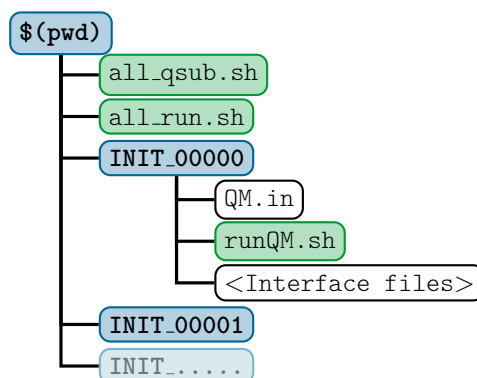 $(pwd)
all_qsub.sh
all_run.sh
INIT_00000
QM.in
runQM.sh
<Interface files>
INIT_00001
INIT_.....